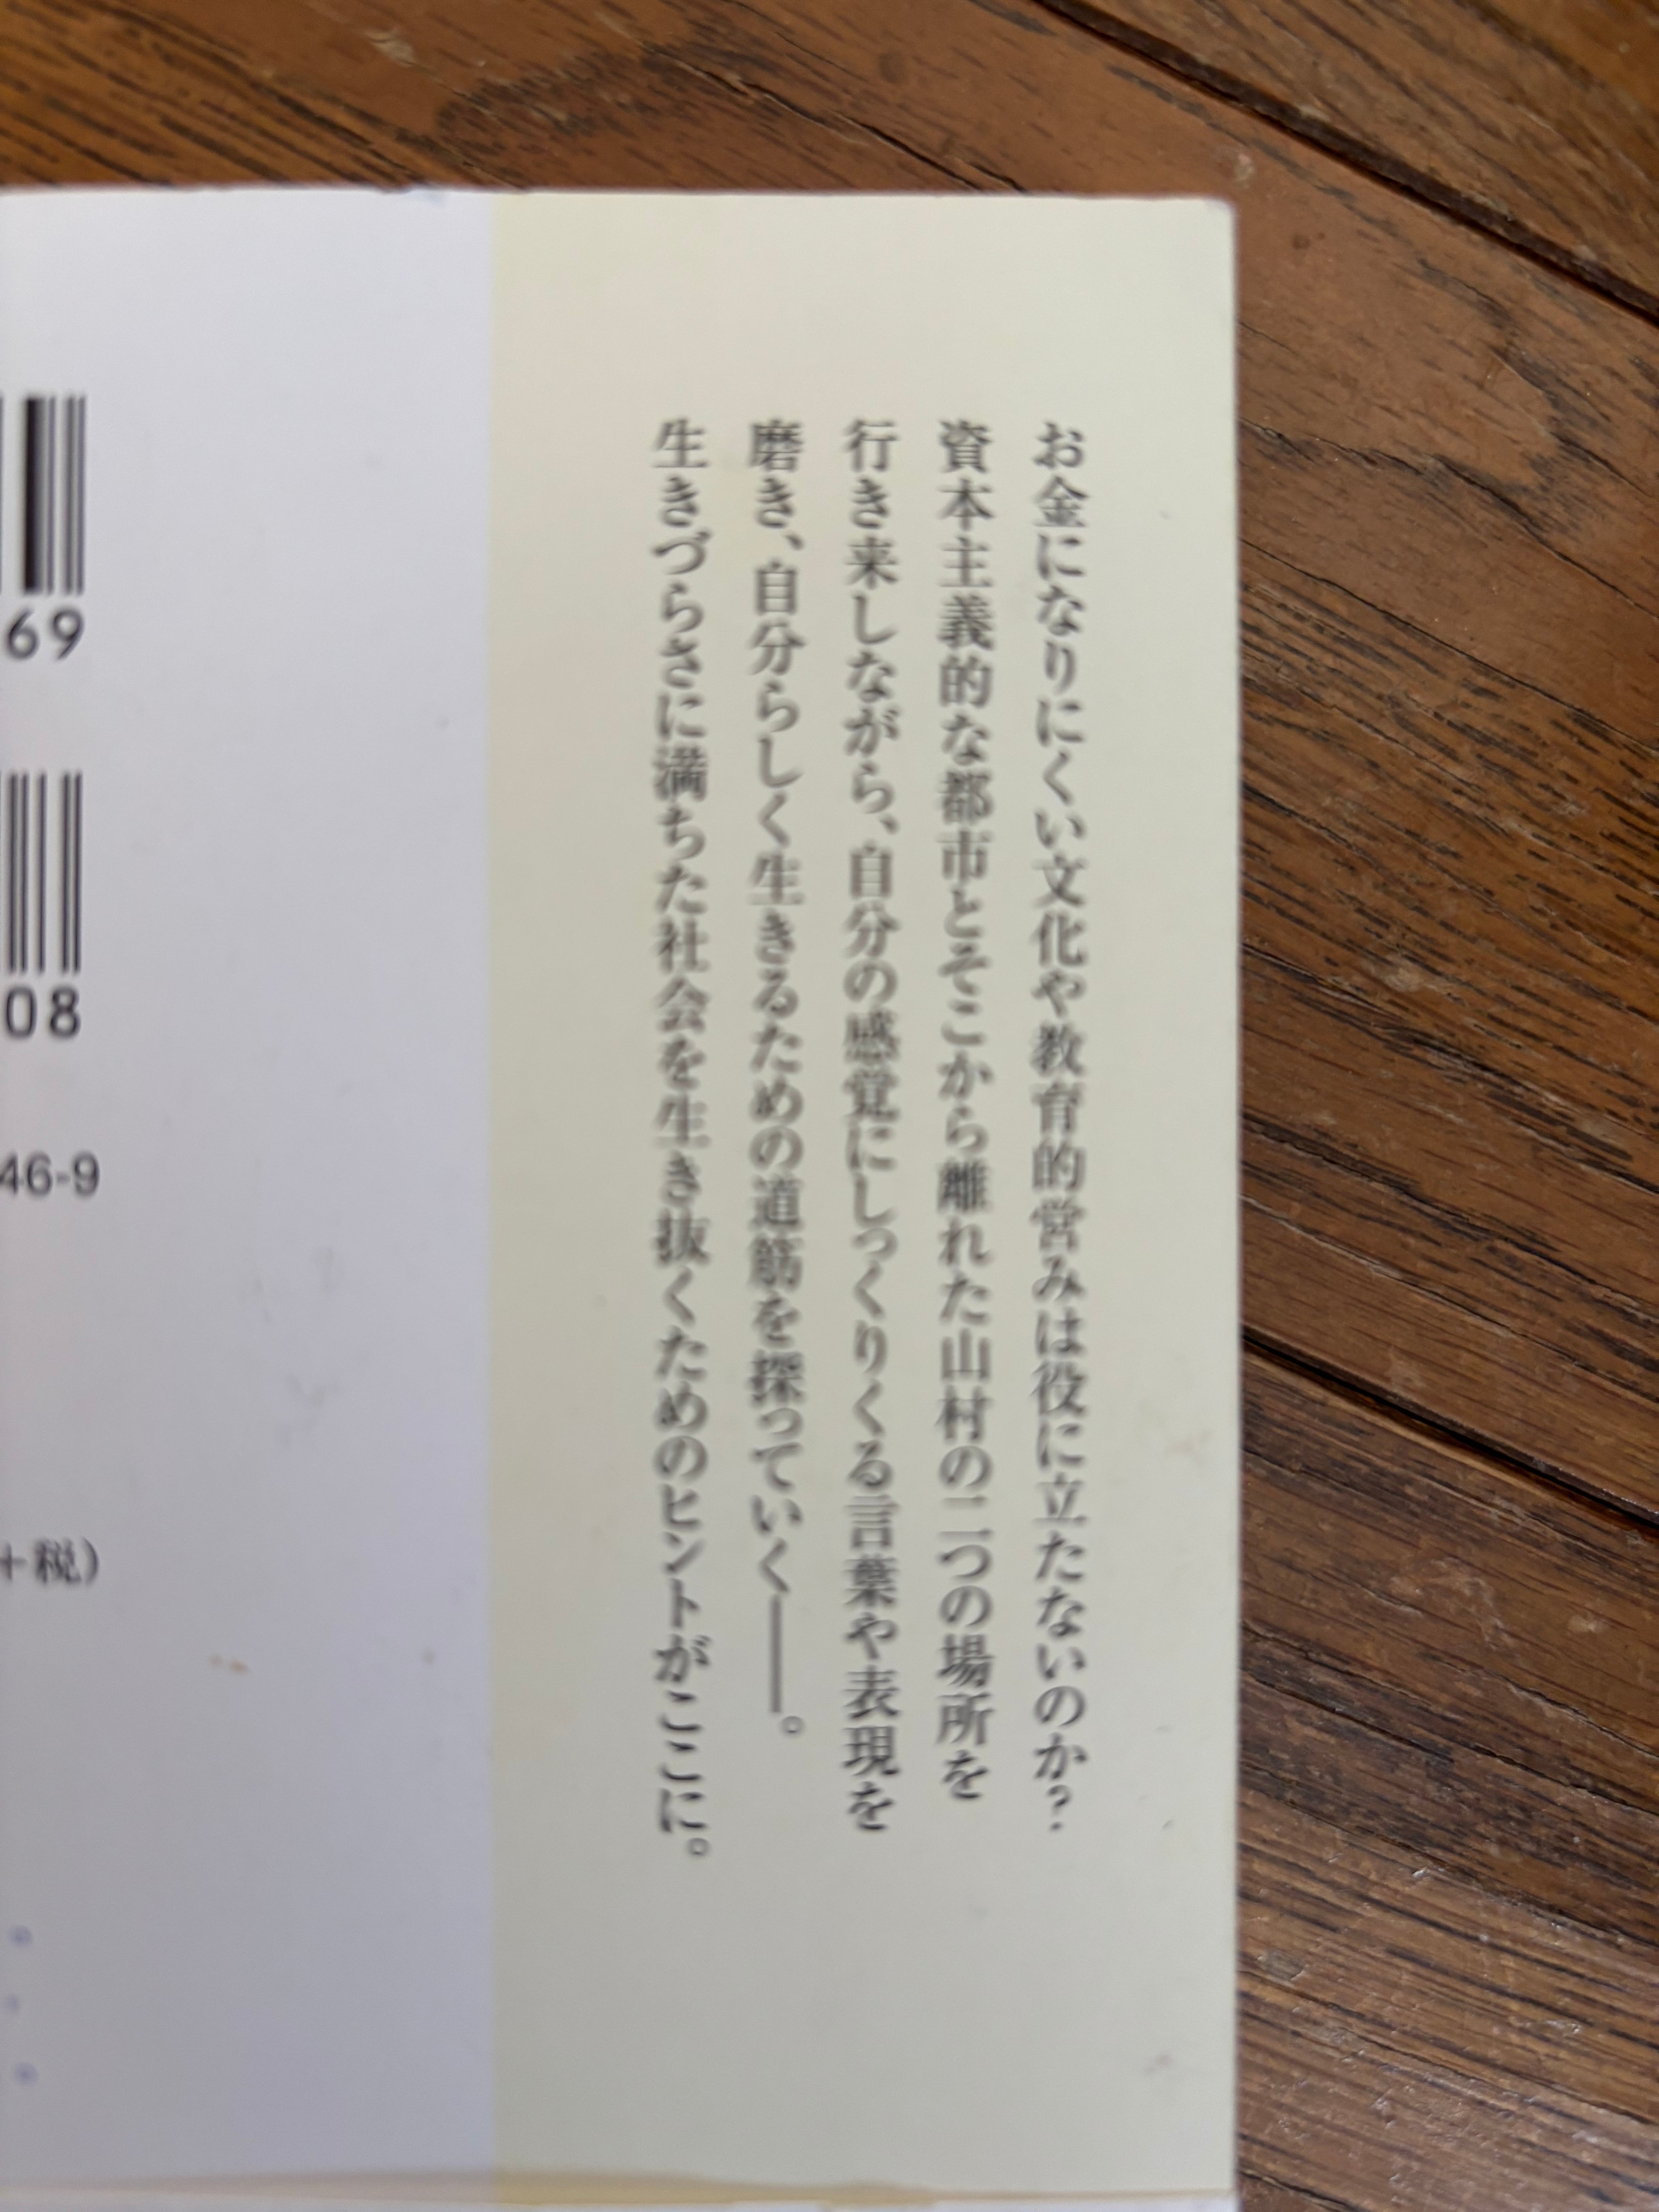 お金になりにくい文化や教育的営みは役に立たないのか?
資本主義的な都市とそこから離れた山村の二つの場所を
行き来しながら、自分の感覚にしっくりくる言葉や表現を
磨き、自分らしく生きるための道筋を探っていく――。
生きづらさに満ちた社会を生き抜くためのヒントがここに。
69
08
46-9
+税)